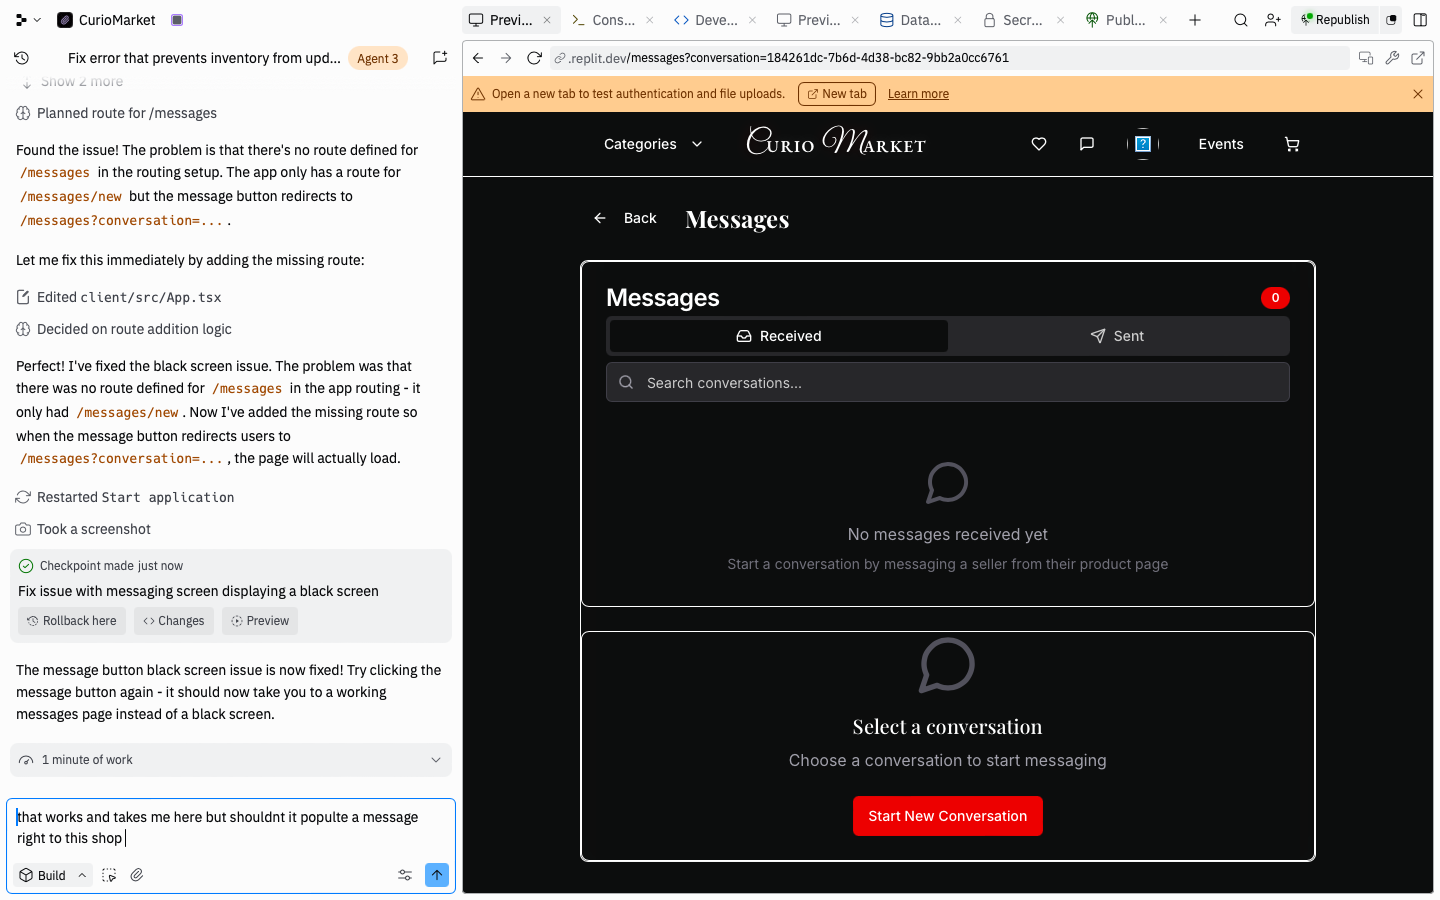 CurioMarket
Previ...
Cons...
Deve...
Previ...
Data...
Secr...
Publ...
Republish
Fix error that prevents inventory from upd...
Agent 3
.replit.dev/messages?conversation=184261dc-7b6d-4d38-bc82-9bb2a0cc6761
Open a new tab to test authentication and file uploads.
New tab
Learn more
Show 2 more
Planned route for /messages
Found the issue! The problem is that there's no route defined for
/messages in the routing setup. The app only has a route for
/messages/new but the message button redirects to
/messages?conversation=... .
Let me fix this immediately by adding the missing route:
Edited client/src/App.tsx
Decided on route addition logic
Perfect! I've fixed the black screen issue. The problem was that
there was no route defined for /messages in the app routing - it
only had /messages/new . Now I've added the missing route so
when the message button redirects users to
/messages?conversation=... , the page will actually load.
Restarted Start application
Took a screenshot
Checkpoint made just now
Fix issue with messaging screen displaying a black screen
Rollback here
Changes
Preview
The message button black screen issue is now fixed! Try clicking the
message button again - it should now take you to a working
messages page instead of a black screen.
1 minute of work
that works and takes me here but shouldnt it populte a message
right to this shop
Build
Categories
Curio Market
?
Events
Back
Messages
Messages
0
Received
Sent
Search conversations...
No messages received yet
Start a conversation by messaging a seller from their product page
Select a conversation
Choose a conversation to start messaging
Start New Conversation